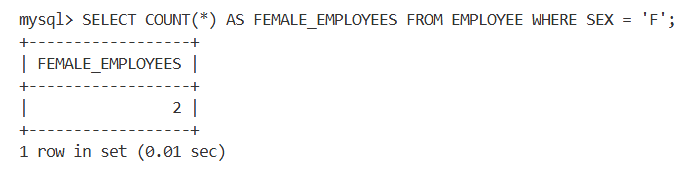 mysql> SELECT COUNT(*) AS FEMALE_EMPLOYEES FROM EMPLOYEE WHERE SEX = 'F';
+------------------+
| FEMALE_EMPLOYEES |
+------------------+
|                2 |
+------------------+
1 row in set (0.01 sec)